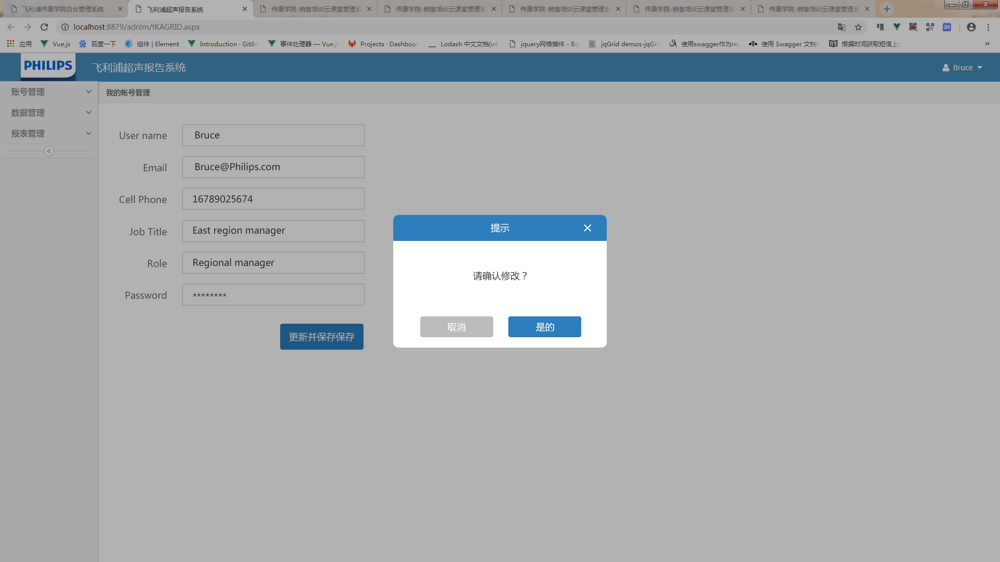 飞利浦伟康学院后台管理系统
飞利浦超声报告系统
伟康学院-销售培训云课堂管理系
伟康学院-销售培训云课堂管理系
伟康学院-销售培训云课堂管理系
伟康学院-销售培训云课堂管理系
伟康学院-销售培训云课堂管理系
localhost:8879/adnim/tKAGRID.aspx
JH
应用
Vue.js
百度一下
组件 | Element
Introduction · GitBo
事件处理器 — Vue.js
Projects · Dashboar
Lodash 中文文档(v4.
jquery网格插件 - Bo
jqGrid demos-jqGri
使用swagger作为res
使用 Swagger 文档化
根据时间获取短信上
»
PHILIPS
飞利浦超声报告系统
Bruce
账号管理
数据管理
报表管理
我的帐号管理
User name
Bruce
Email
Bruce@Philips.com
Cell Phone
16789025674
Job Title
East region manager
Role
Regional manager
Password
********
更新并保存保存
提示
请确认修改？
取消
是的